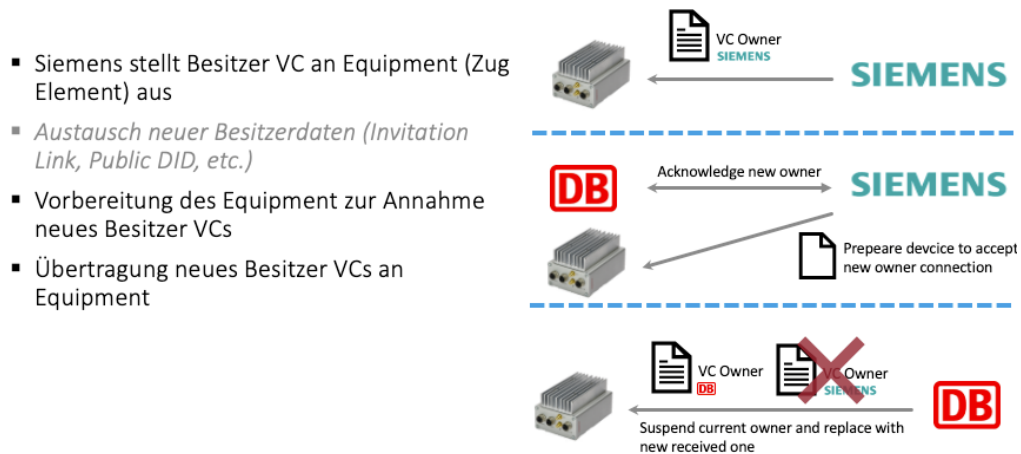 ▪ Siemens stellt Besitzer VC an Equipment (Zug
Element) aus
▪ Austausch neuer Besitzerdaten (Invitation
Link, Public DID, etc.)
▪ Vorbereitung des Equipment zur Annahme
neues Besitzer VCs
▪ Übertragung neues Besitzer VCs an
Equipment
VC Owner
SIEMENS
SIEMENS
DB
Acknowledge new owner
SIEMENS
Prepeare devcice to accept
new owner connection
VC Owner
DB
VC Owner
SIEMENS
DB
Suspend current owner and replace with
new received one